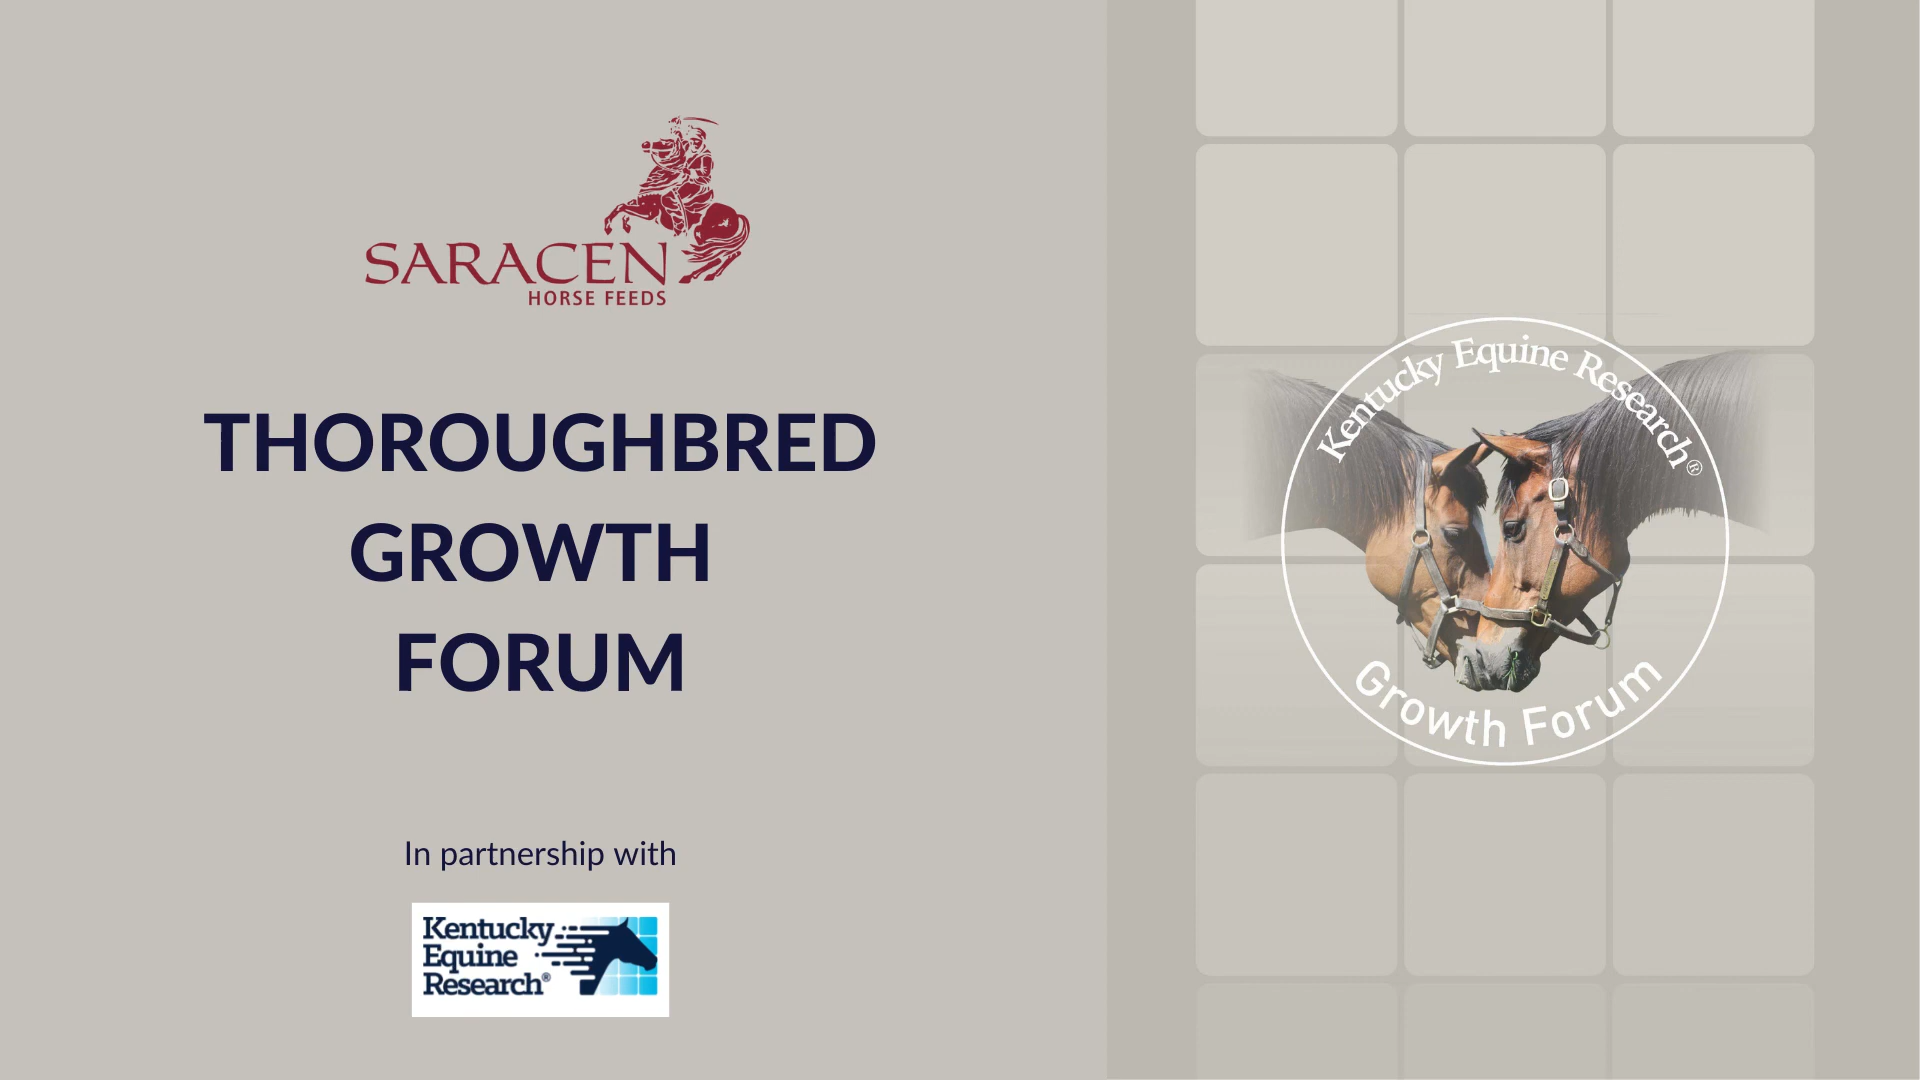 SARACEN
HORSE FEEDS
THOROUGHBRED
GROWTH
FORUM
In partnership with
Kentucky
Equine
Research®
Kentucky Equine Research®
Growth Forum